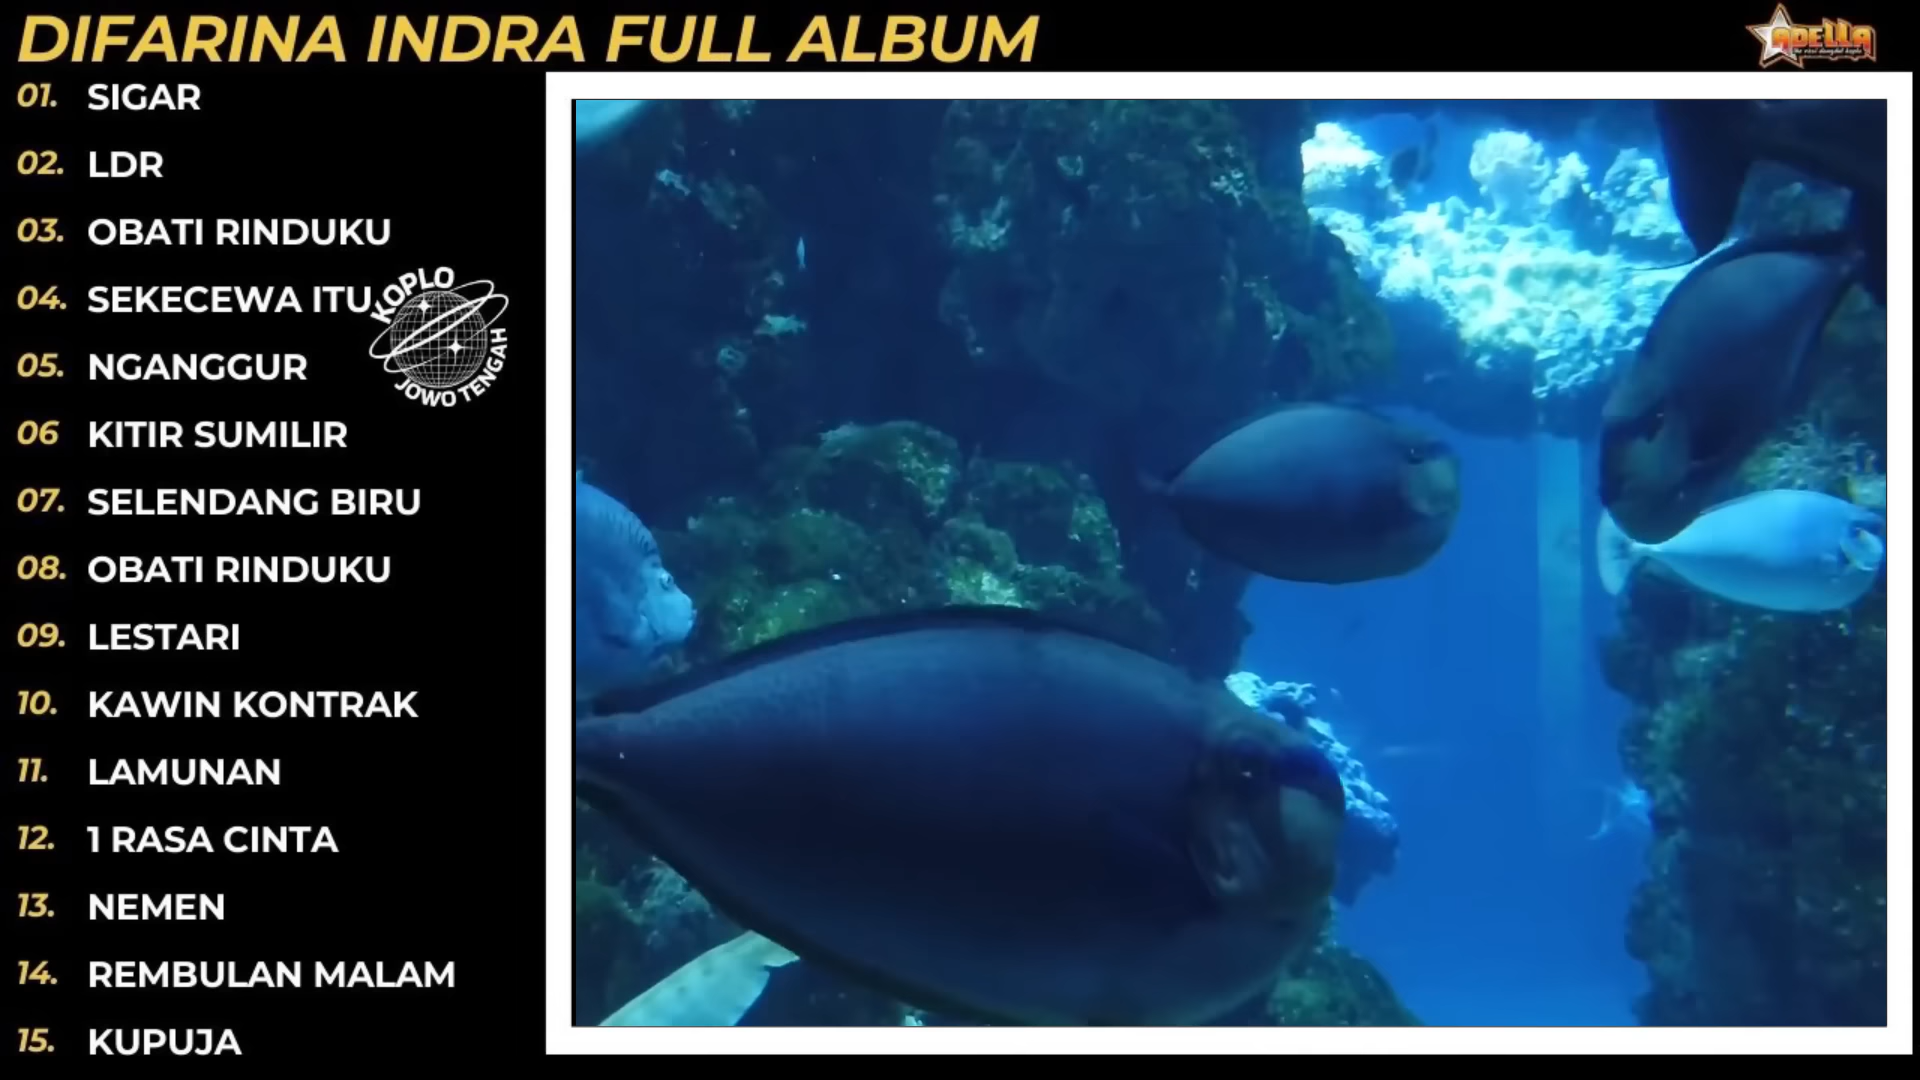 DIFARINA INDRA FULL ALBUM
ADELLA
01. SIGAR
02. LDR
03. OBATI RINDUKU
04. SEKECEWA ITU
05. NGANGGUR
06 KITIR SUMILIR
07. SELENDANG BIRU
08. OBATI RINDUKU
09. LESTARI
10. KAWIN KONTRAK
11. LAMUNAN
12. 1 RASA CINTA
13. NEMEN
14. REMBULAN MALAM
15. KUPUJA
KOPLO
JOWO TENGAH